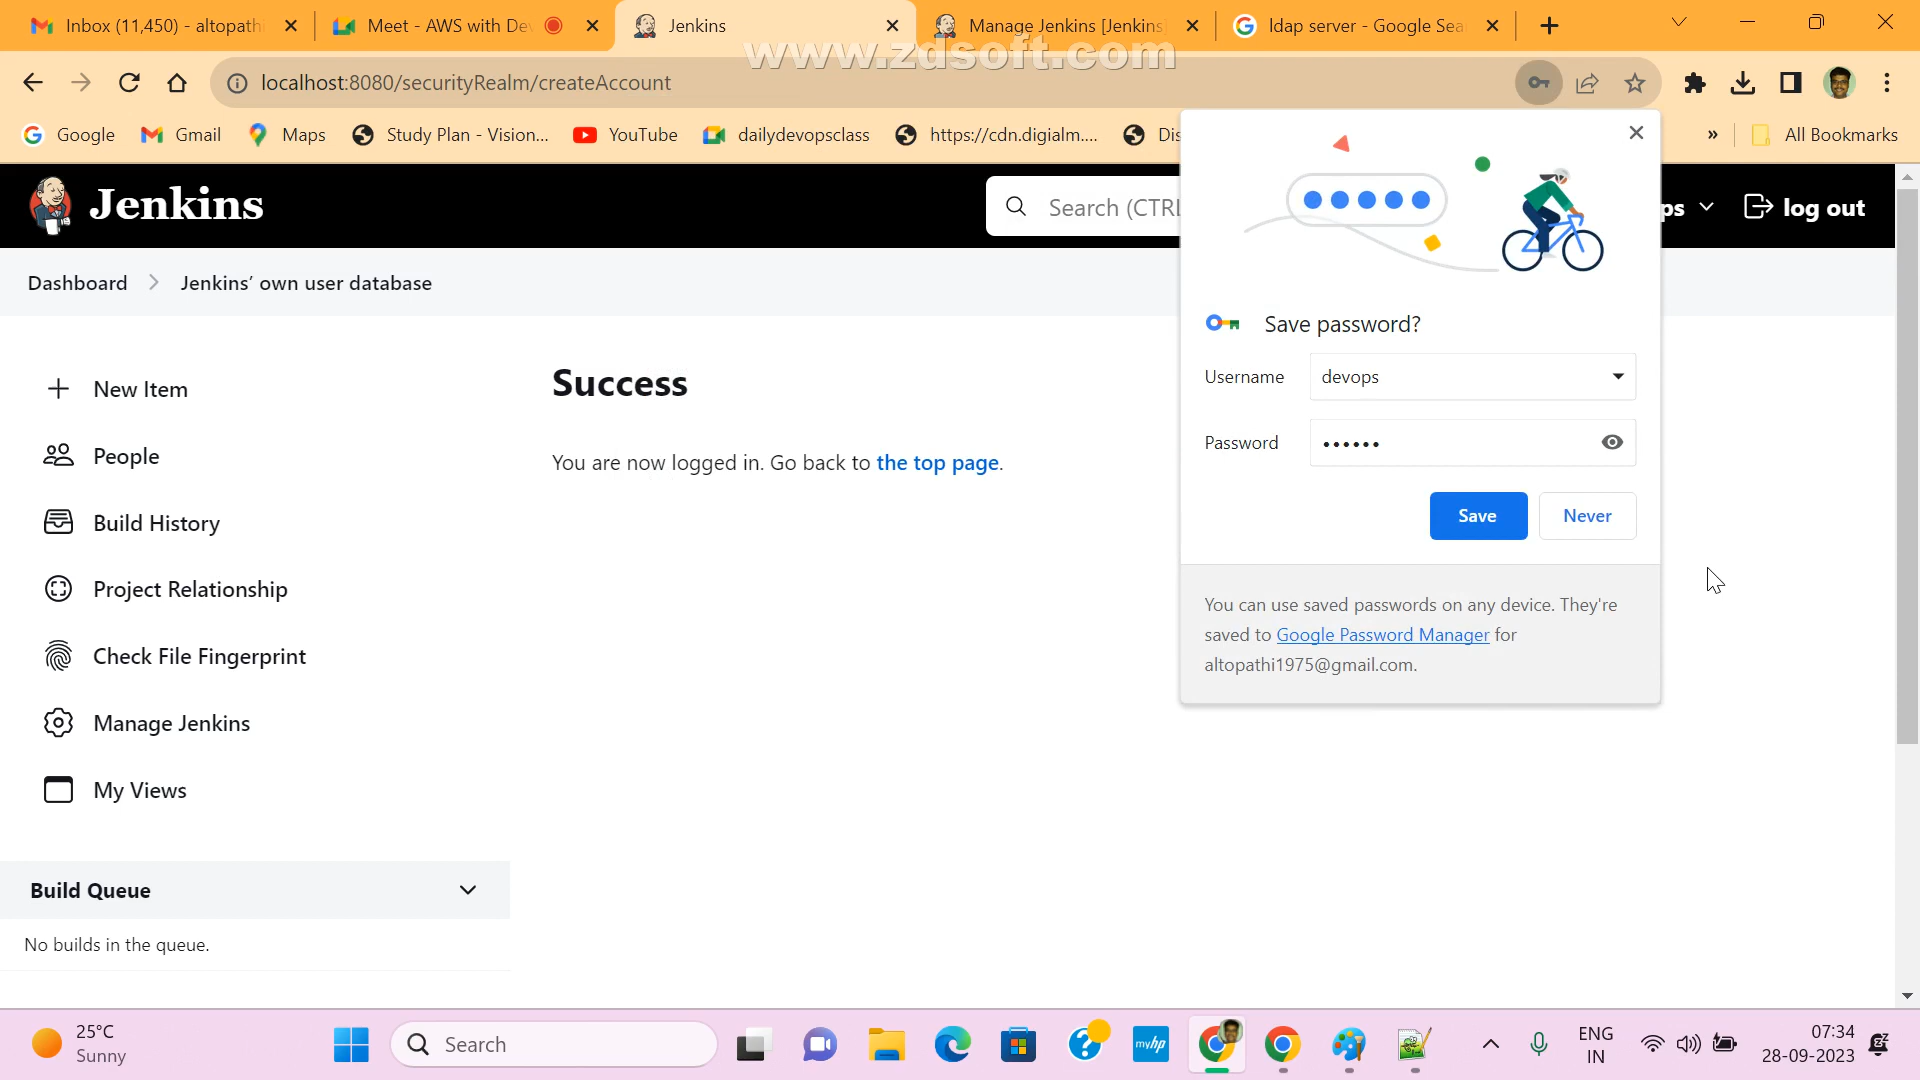 Inbox (11,450) - altopath
Meet - AWS with Dev
Jenkins
Manage Jenkins [Jenkins]
ldap server - Google Sea
www.zdsoft.com
localhost:8080/securityRealm/createAccount
Google
Gmail
Maps
Study Plan - Vision...
YouTube
dailydevopsclass
https://cdn.digialm....
Dis
»
All Bookmarks
Jenkins
Search (CTRL
ps
log out
Dashboard
Jenkins’ own user database
New Item
People
Build History
Project Relationship
Check File Fingerprint
Manage Jenkins
My Views
Build Queue
No builds in the queue.
Success
You are now logged in. Go back to the top page.
Save password?
Username
devops
Password
••••••
Save
Never
You can use saved passwords on any device. They're
saved to Google Password Manager for
altopathi1975@gmail.com.
25°C
Sunny
Search
myhp
ENG
IN
07:34
28-09-2023